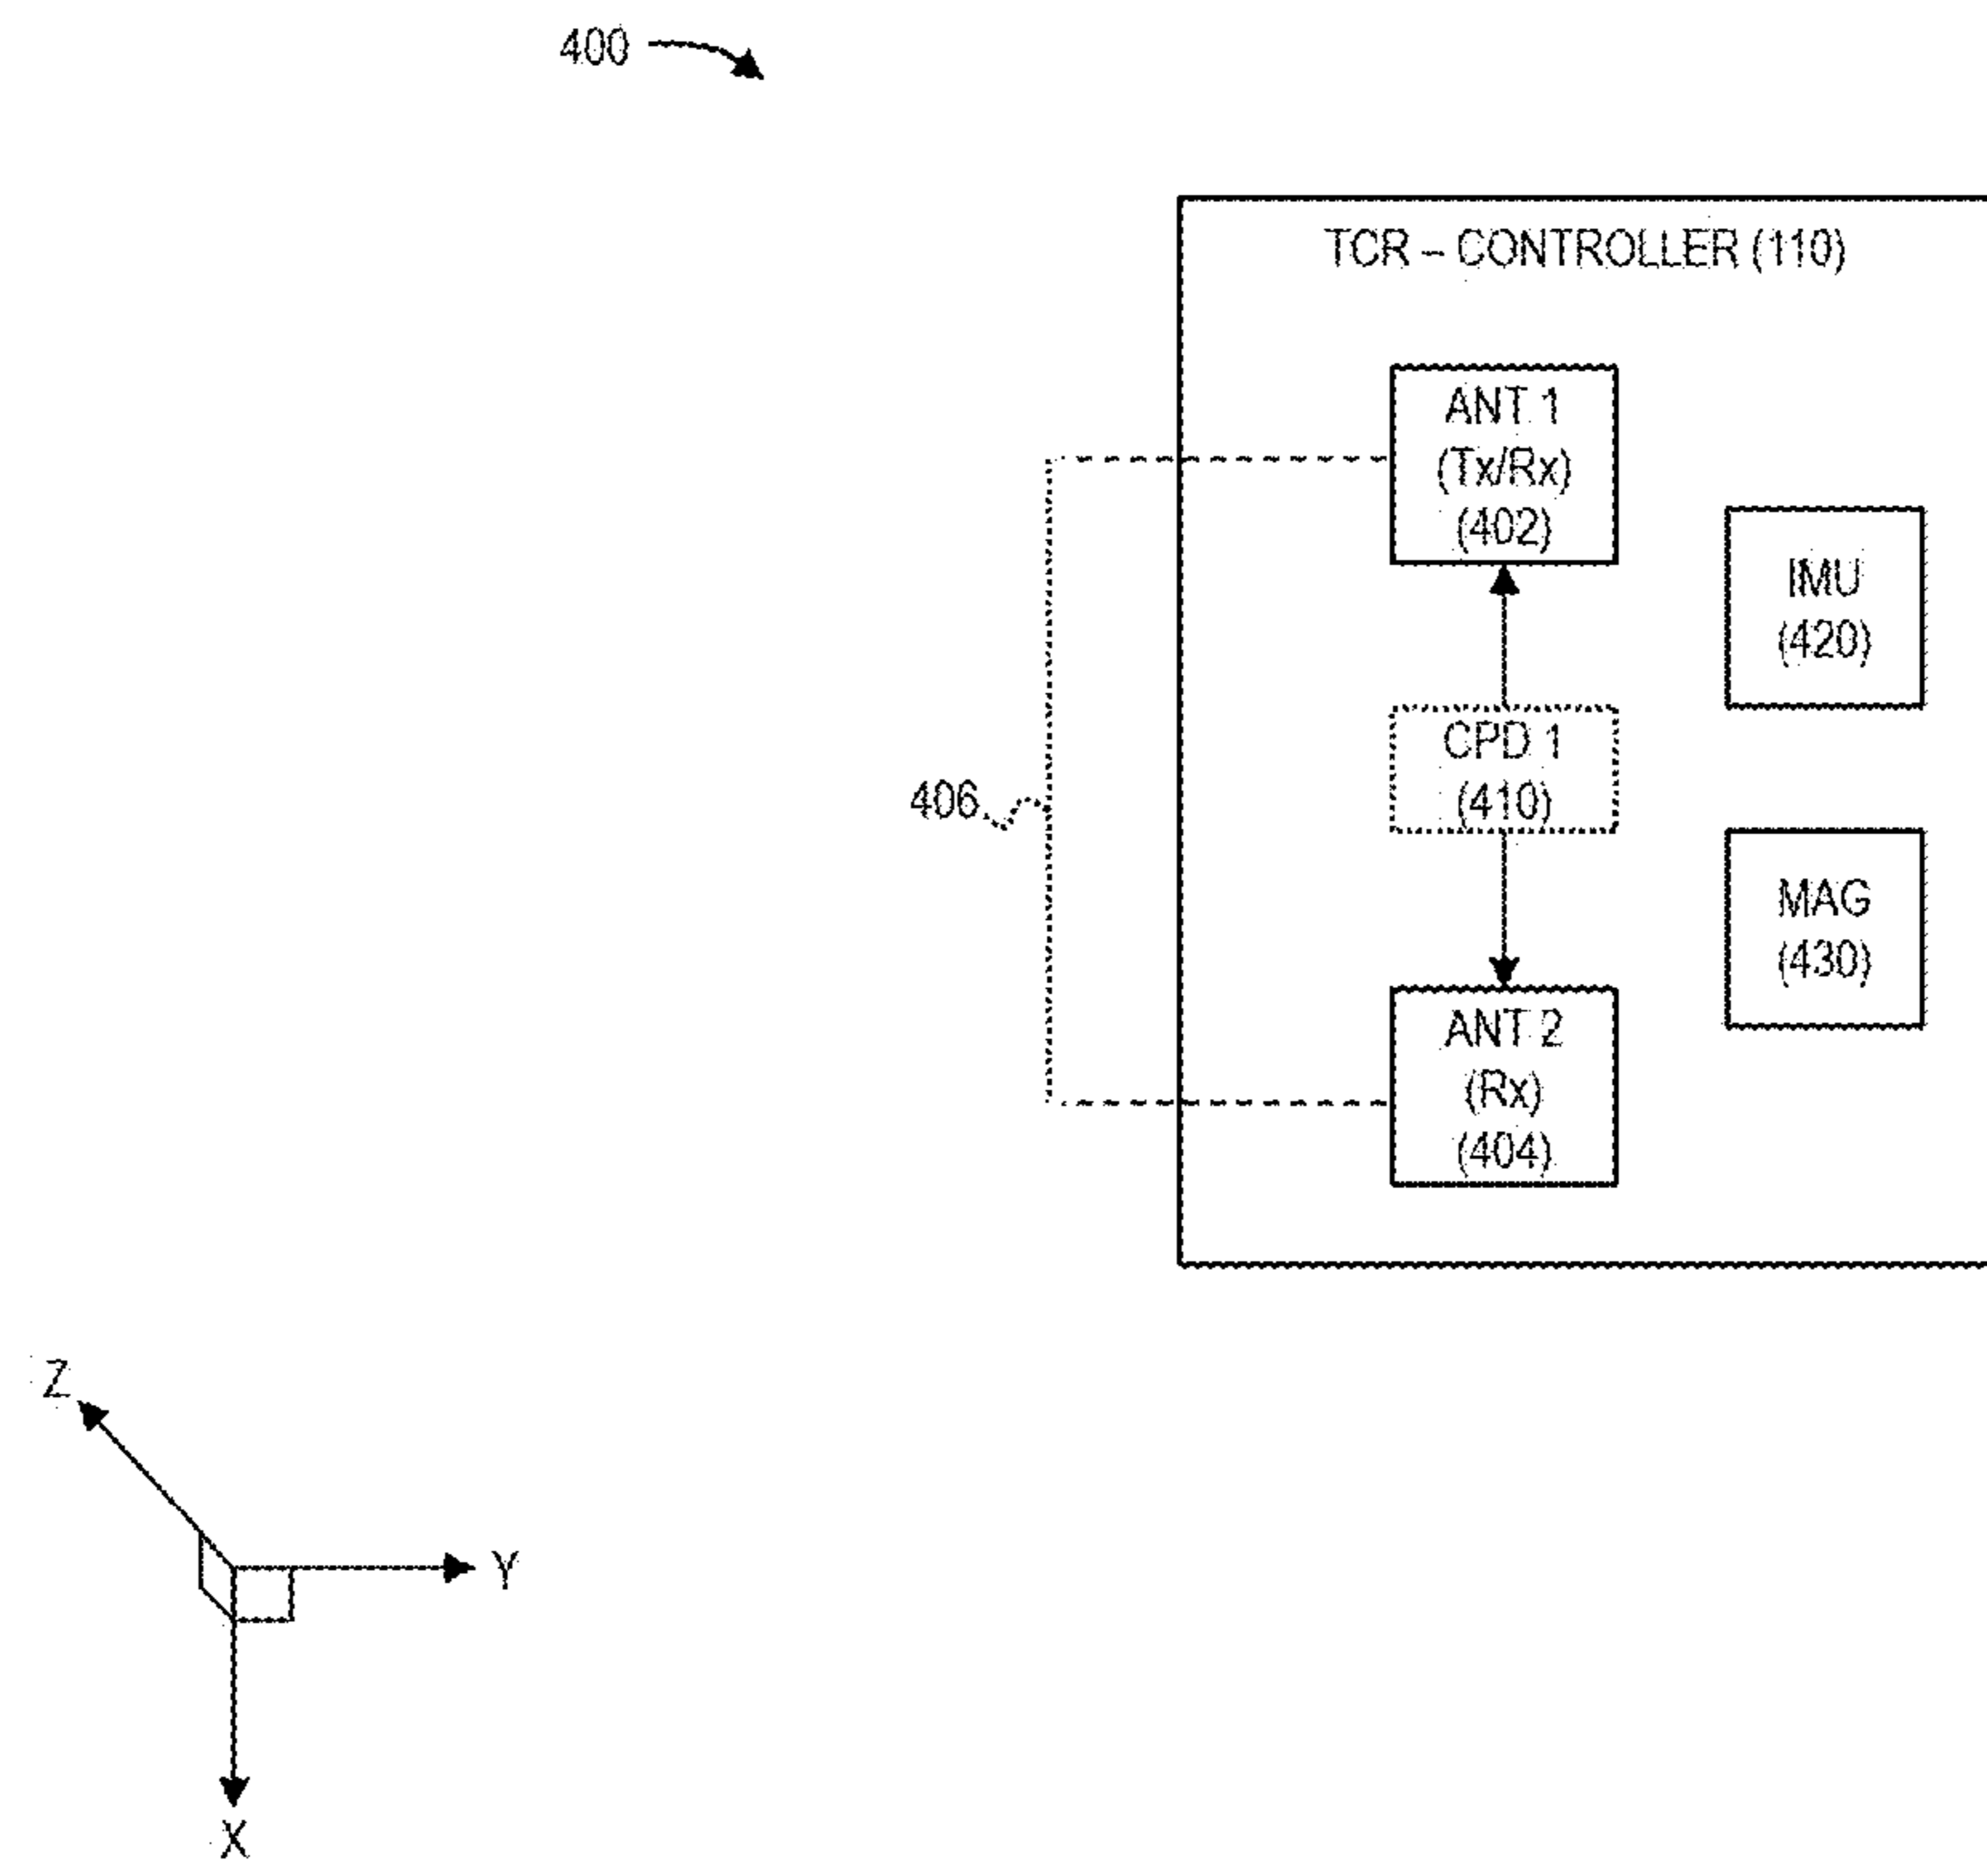 400
TCR – CONTROLLER (110)
ANT 1
(Tx/Rx)
(402)
IMU
(420)
CPD 1
(410)
406
MAG
(430)
ANT 2
(Rx)
(404)
Z
Y
X